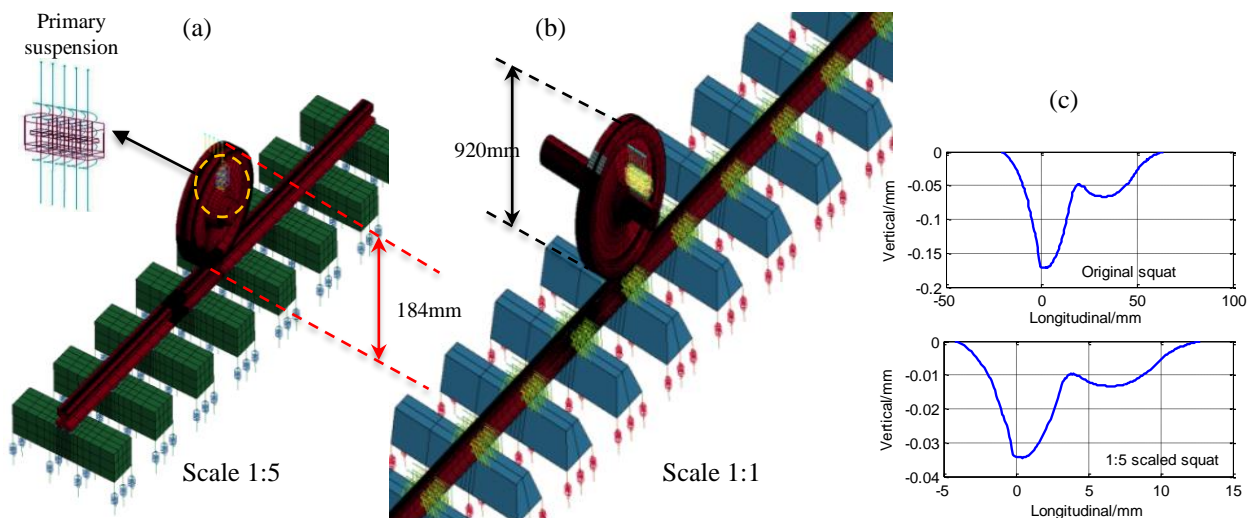 Primary
suspension
(a)
(b)
(c)
920mm
184mm
Scale 1:5
Scale 1:1
0
-0.05
-0.1
-0.15
-0.2
Vertical/mm
Original squat
-50
0
50
100
Longitudinal/mm
0
-0.01
-0.02
-0.03
-0.04
Vertical/mm
1:5 scaled squat
-5
0
5
10
15
Longitudinal/mm